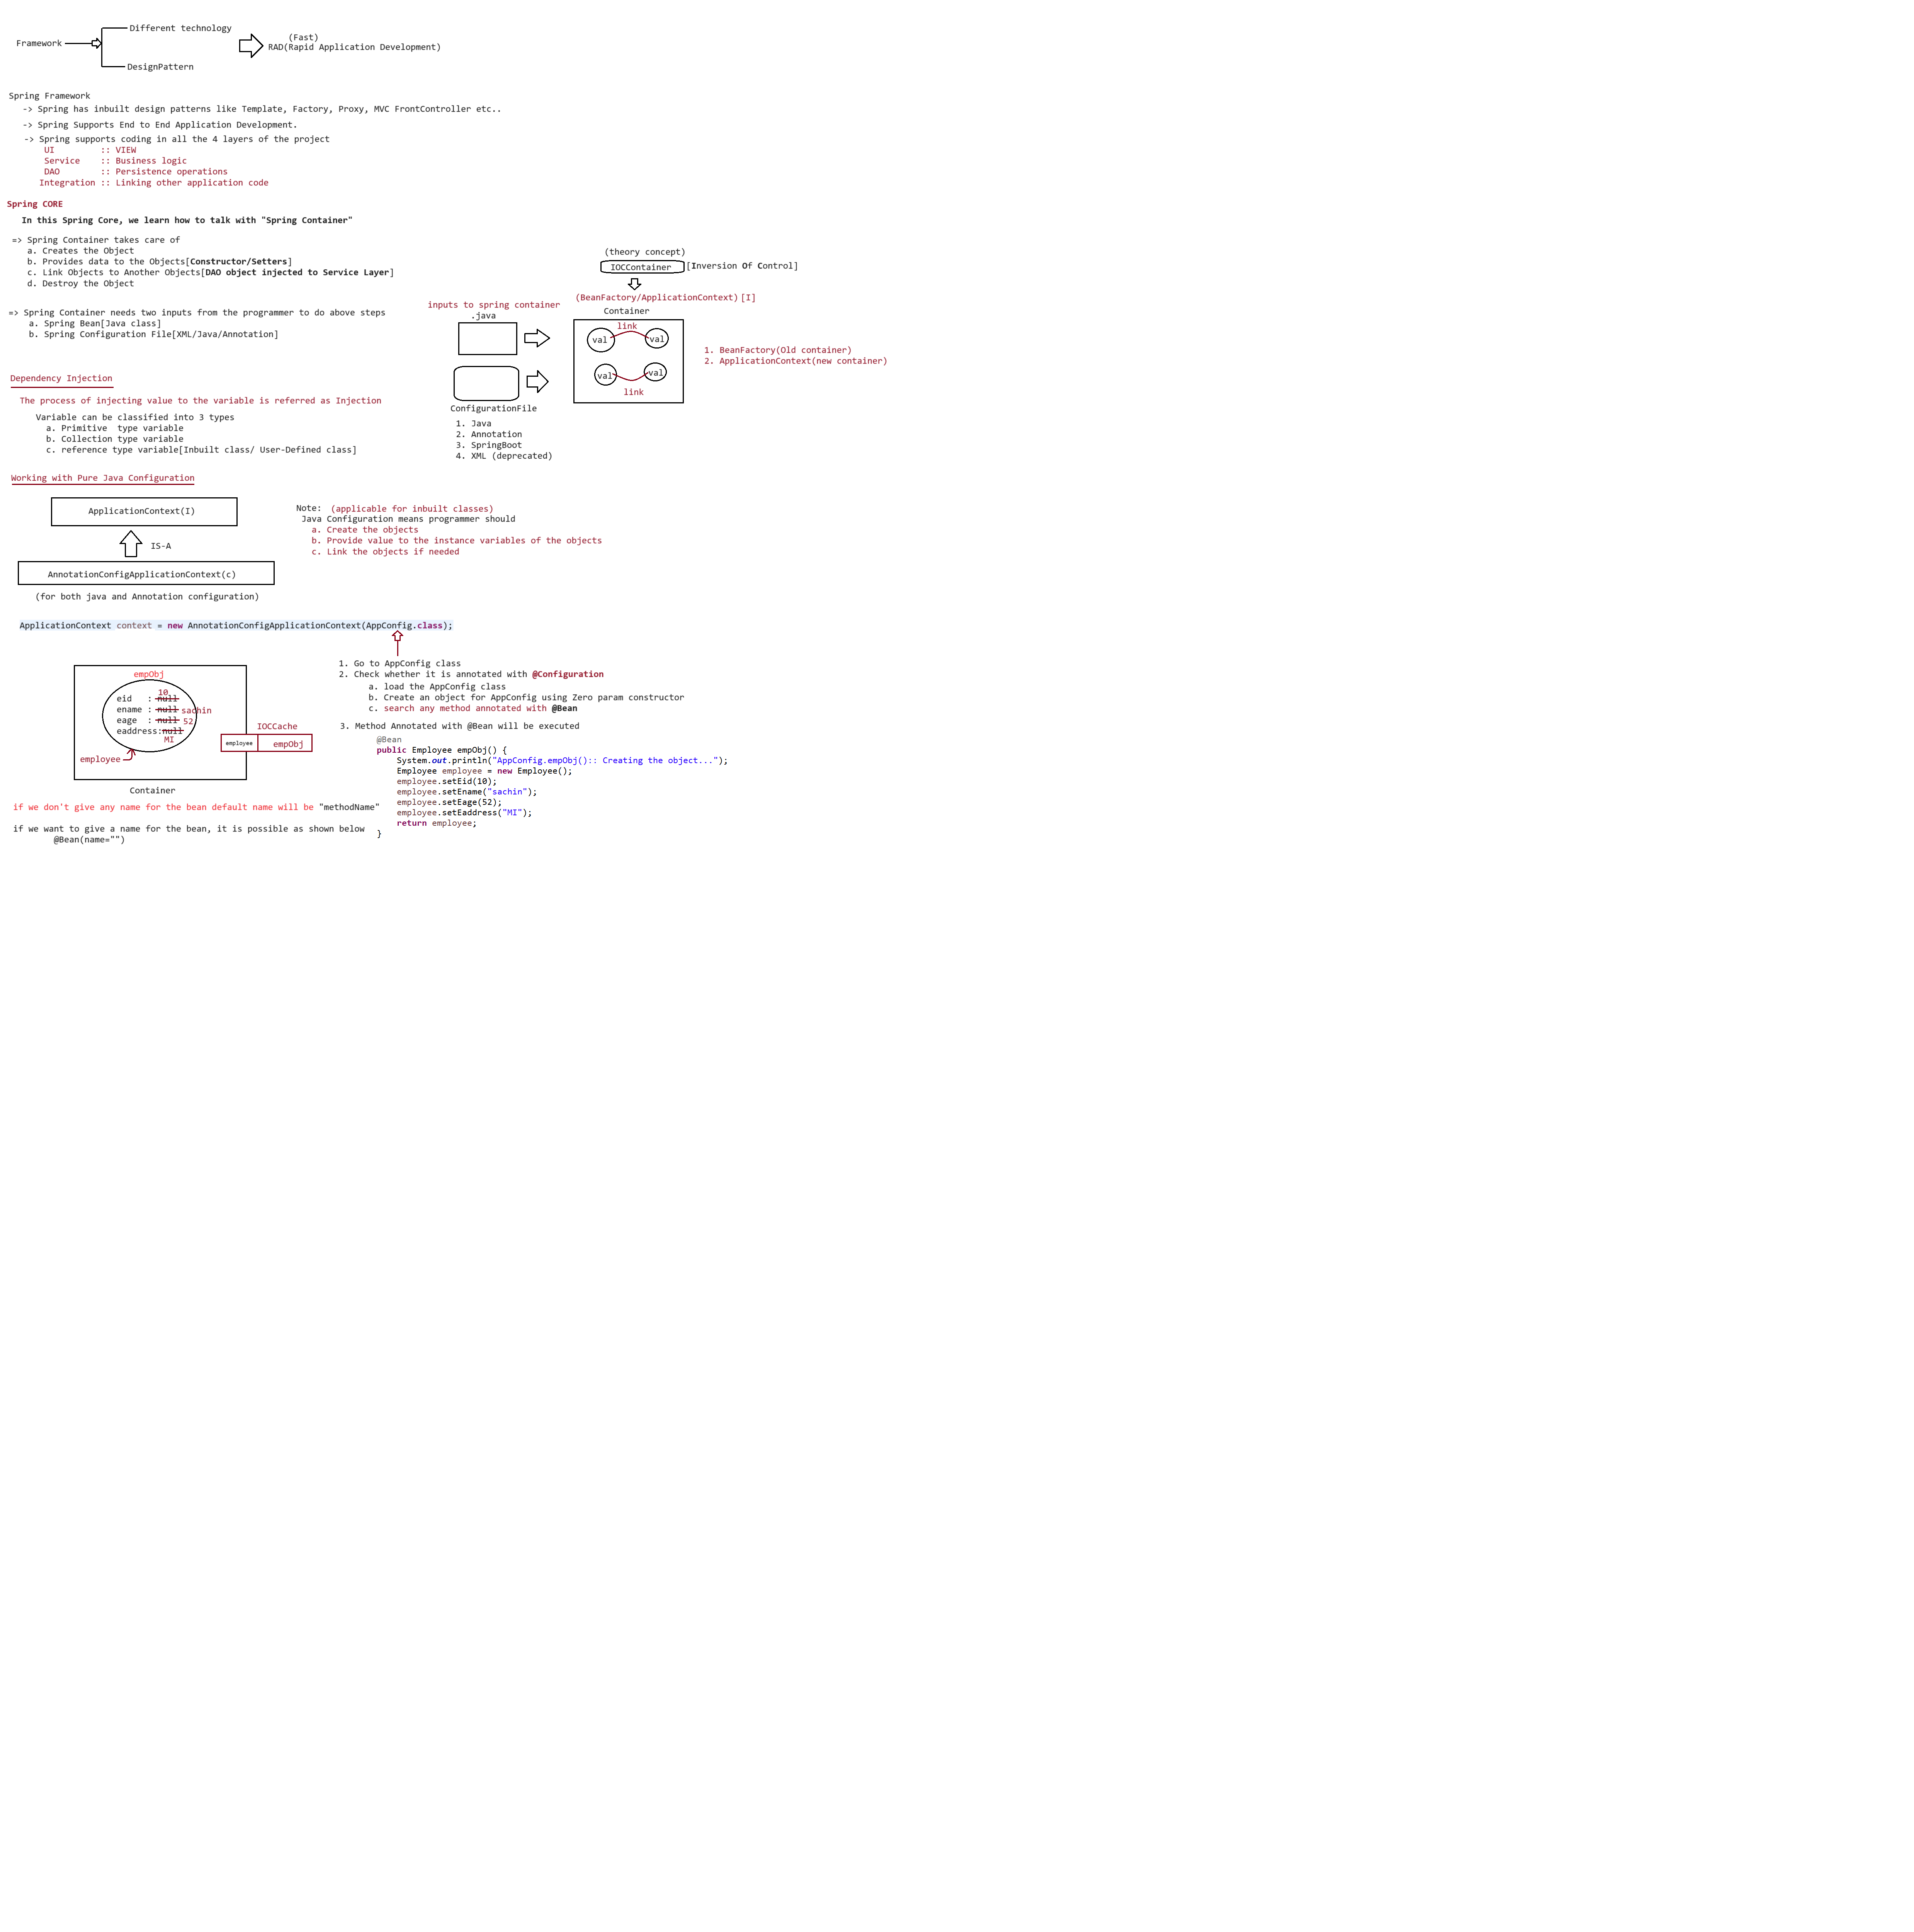 Different technology
Framework
(Fast)
RAD(Rapid Application Development)
DesignPattern
Spring Framework
-> Spring has inbuilt design patterns like Template, Factory, Proxy, MVC FrontController etc..
-> Spring Supports End to End Application Development.
-> Spring supports coding in all the 4 layers of the project
UI :: VIEW
Service :: Business logic
DAO :: Persistence operations
Integration :: Linking other application code
Spring CORE
In this Spring Core, we learn how to talk with "Spring Container"
=> Spring Container takes care of
a. Creates the Object
b. Provides data to the Objects[Constructor/Setters]
c. Link Objects to Another Objects[DAO object injected to Service Layer]
d. Destroy the Object
=> Spring Container needs two inputs from the programmer to do above steps
a. Spring Bean[Java class]
b. Spring Configuration File[XML/Java/Annotation]
(theory concept)
IOCContainer
[Inversion Of Control]
(BeanFactory/ApplicationContext)[I]
inputs to spring container
.java
Container
link
val
val
val
val
link
1. BeanFactory(Old container)
2. ApplicationContext(new container)
ConfigurationFile
1. Java
2. Annotation
3. SpringBoot
4. XML (deprecated)
Dependency Injection
The process of injecting value to the variable is referred as Injection
Variable can be classified into 3 types
a. Primitive type variable
b. Collection type variable
c. reference type variable[Inbuilt class/ User-Defined class]
Working with Pure Java Configuration
ApplicationContext(I)
IS-A
AnnotationConfigApplicationContext(c)
(for both java and Annotation configuration)
Note: (applicable for inbuilt classes)
Java Configuration means programmer should
a. Create the objects
b. Provide value to the instance variables of the objects
c. Link the objects if needed
ApplicationContext context = new AnnotationConfigApplicationContext(AppConfig.class);
1. Go to AppConfig class
2. Check whether it is annotated with @Configuration
a. load the AppConfig class
b. Create an object for AppConfig using Zero param constructor
c. search any method annotated with @Bean
3. Method Annotated with @Bean will be executed
@Bean
public Employee empObj() {
System.out.println("AppConfig.empObj():: Creating the object...");
Employee employee = new Employee();
employee.setEid(10);
employee.setEname("sachin");
employee.setEage(52);
employee.setEaddress("MI");
return employee;
}
empObj
10
eid : null
ename : null sachin
eage : null 52
eaddress:null
MI
employee
IOCCache
employee empObj
Container
if we don't give any name for the bean default name will be "methodName"
if we want to give a name for the bean, it is possible as shown below
@Bean(name="")